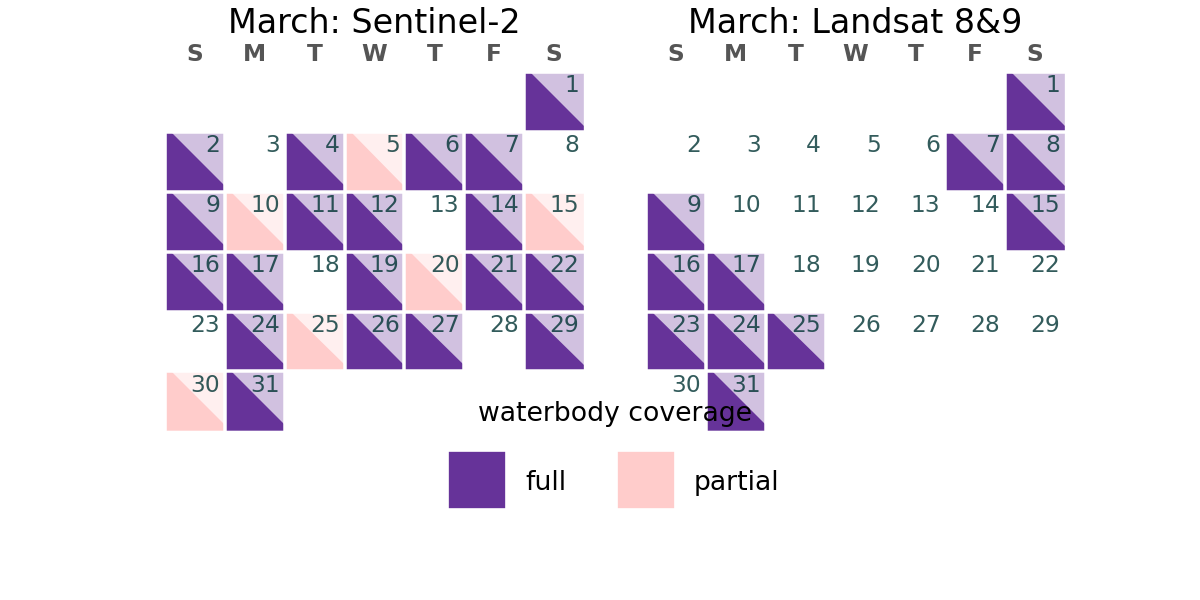 March: Sentinel-2
S M T W T F S
1
2 3 4 5 6 7 8
9 10 11 12 13 14 15
16 17 18 19 20 21 22
23 24 25 26 27 28 29
30 31
March: Landsat 8&9
S M T W T F S
1
2 3 4 5 6 7 8
9 10 11 12 13 14 15
16 17 18 19 20 21 22
23 24 25 26 27 28 29
30 31
waterbody coverage
full partial